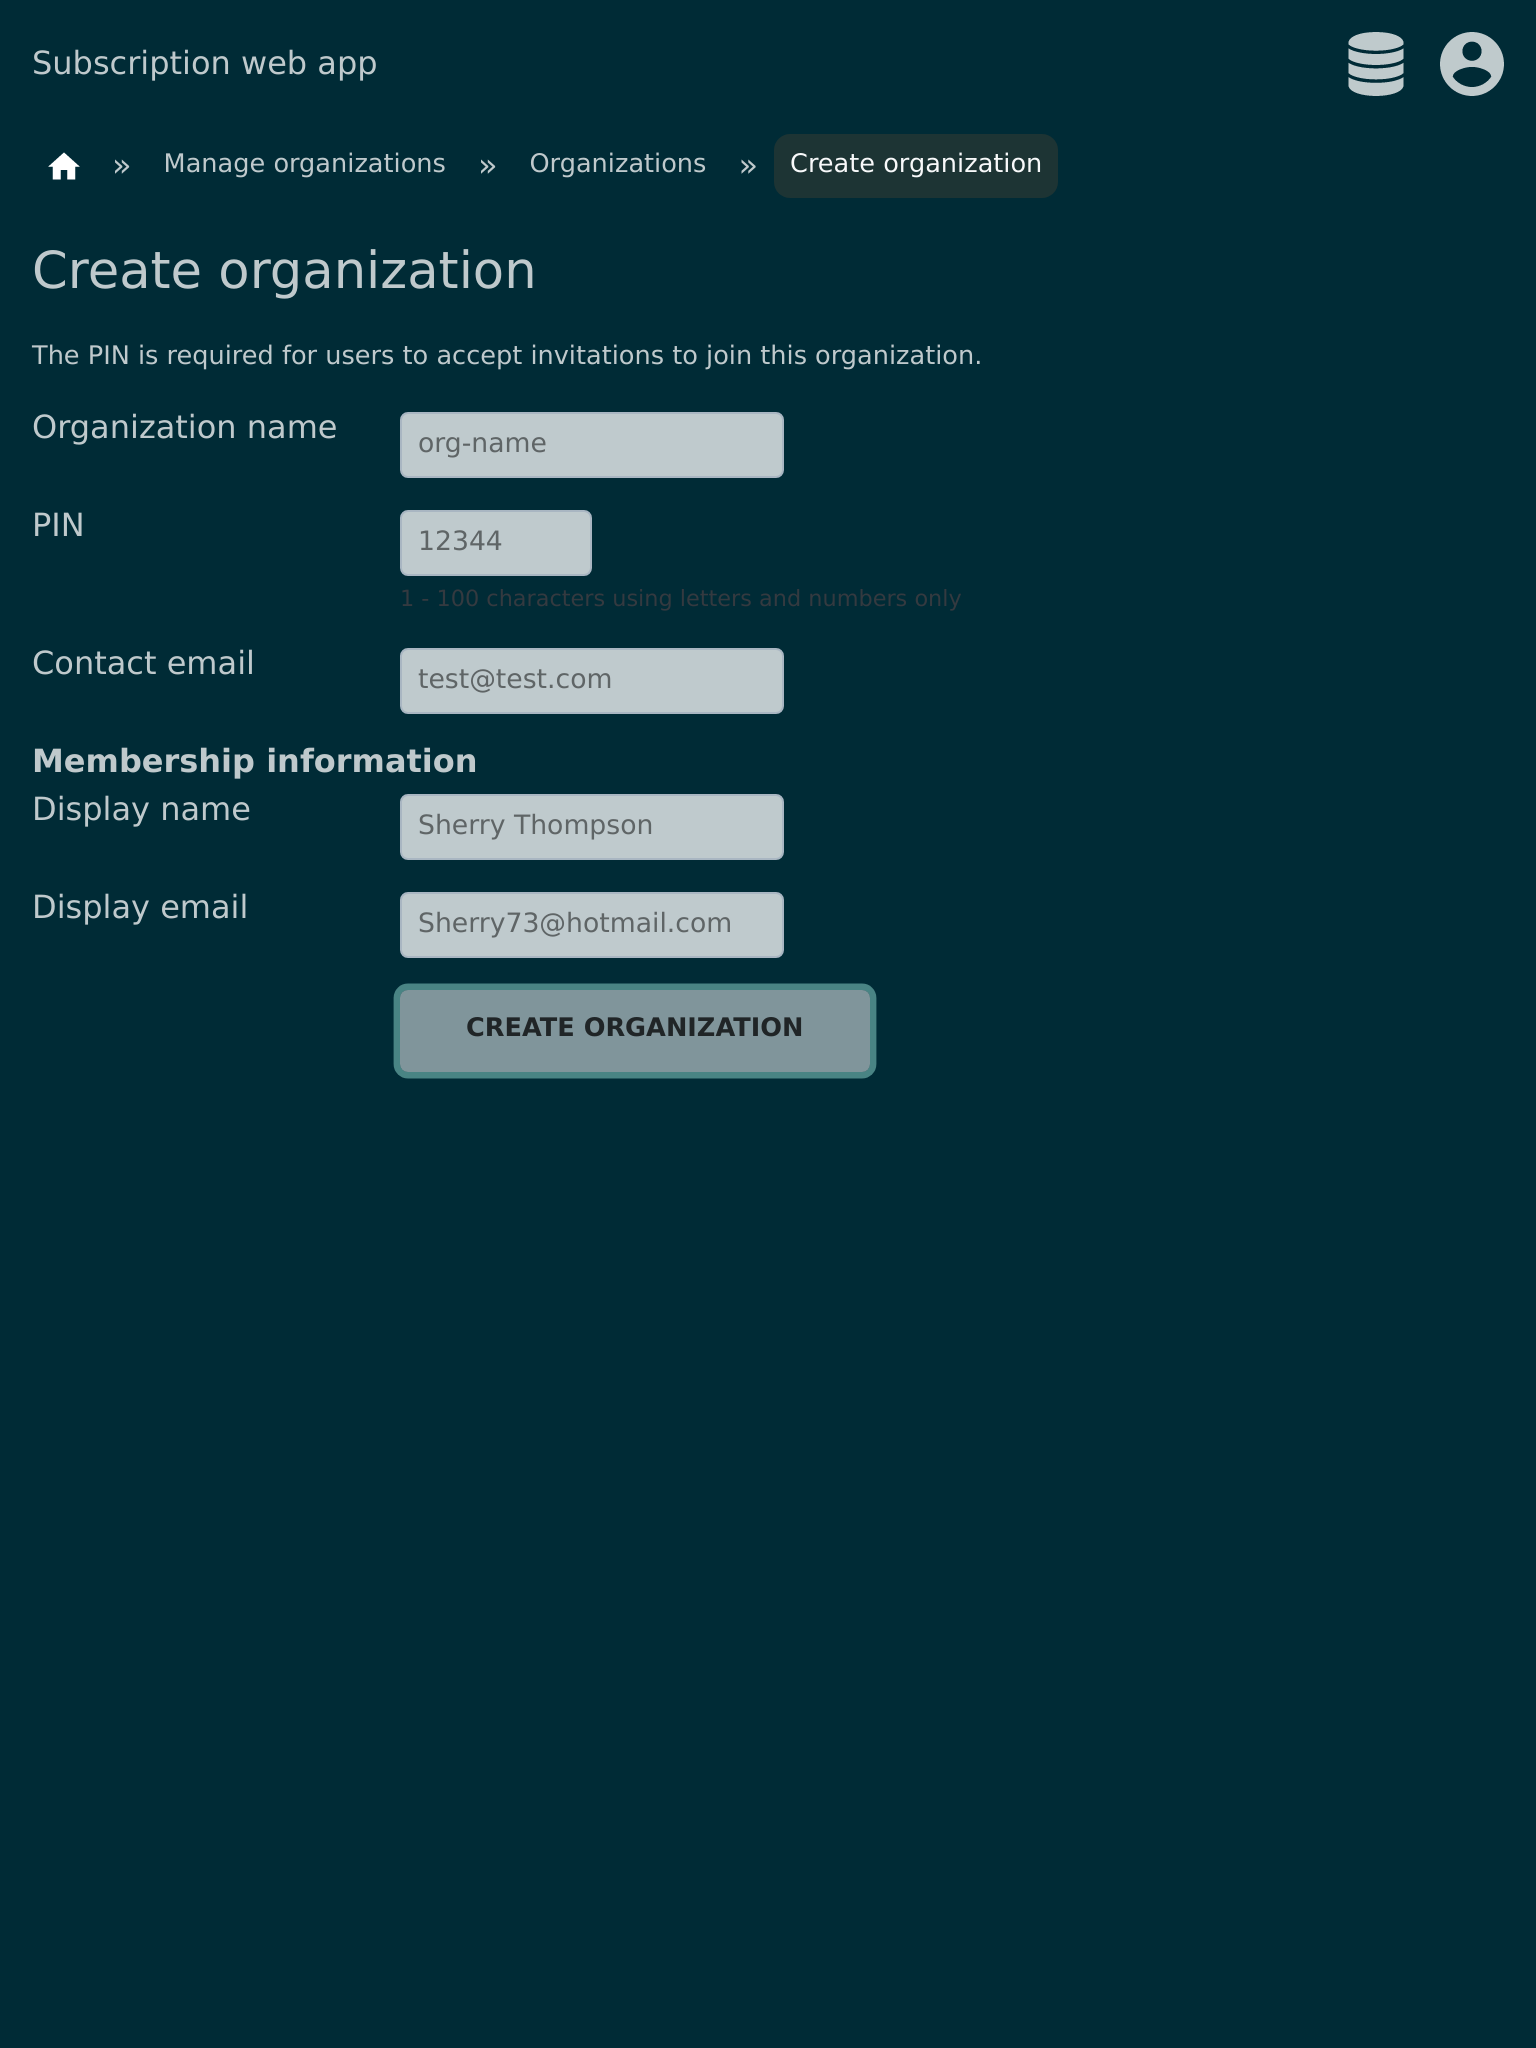 Subscription web app
» Manage organizations » Organizations » Create organization
Create organization
The PIN is required for users to accept invitations to join this organization.
Organization name
org-name
PIN
12344
1 - 100 characters using letters and numbers only
Contact email
test@test.com
Membership information
Display name
Sherry Thompson
Display email
Sherry73@hotmail.com
CREATE ORGANIZATION